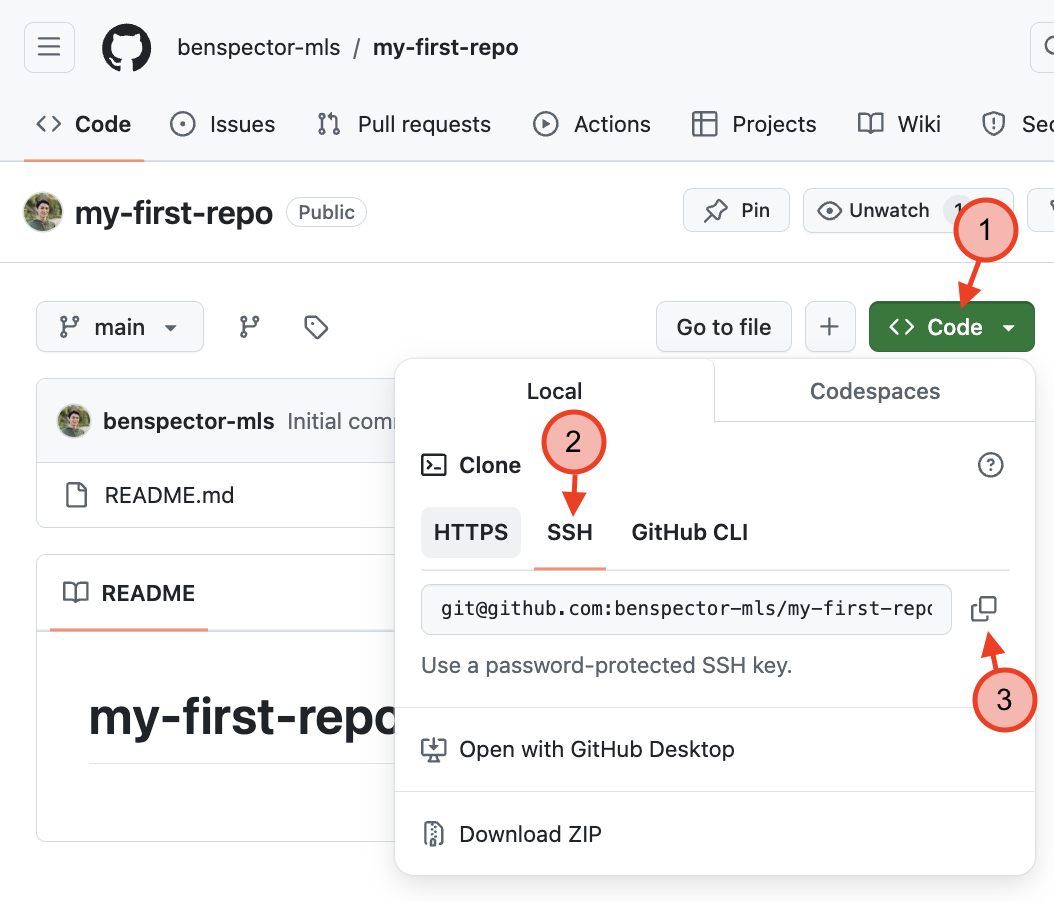 benspector-mls / my-first-repo
Code Issues Pull requests Actions Projects Wiki
my-first-repo Public Pin Unwatch
1
main Go to file + Code
Local Codespaces
benspector-mls Initial
2
Clone
README.md
HTTPS SSH GitHub CLI
README
git@github.com:benspector-mls/my-first-repo
Use a password-protected SSH key.
3
my-first-repo
Open with GitHub Desktop
Download ZIP